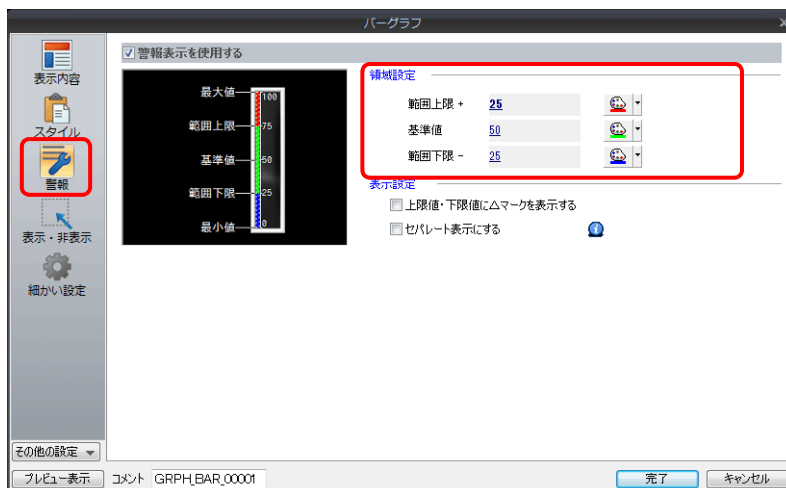 バーグラフ
x
表示内容
スタイル
警報
表示・非表示
細かい設定
その他の設定
警報表示を使用する
最大値
範囲上限
基準値
範囲下限
最小値
100
75
50
25
0
領域設定
範囲上限 + 25
基準値 50
範囲下限 - 25
表示設定
上限値・下限値に△マークを表示する
セパレート表示にする
プレビュー表示 コメント GRPH_BAR_00001 完了 キャンセル